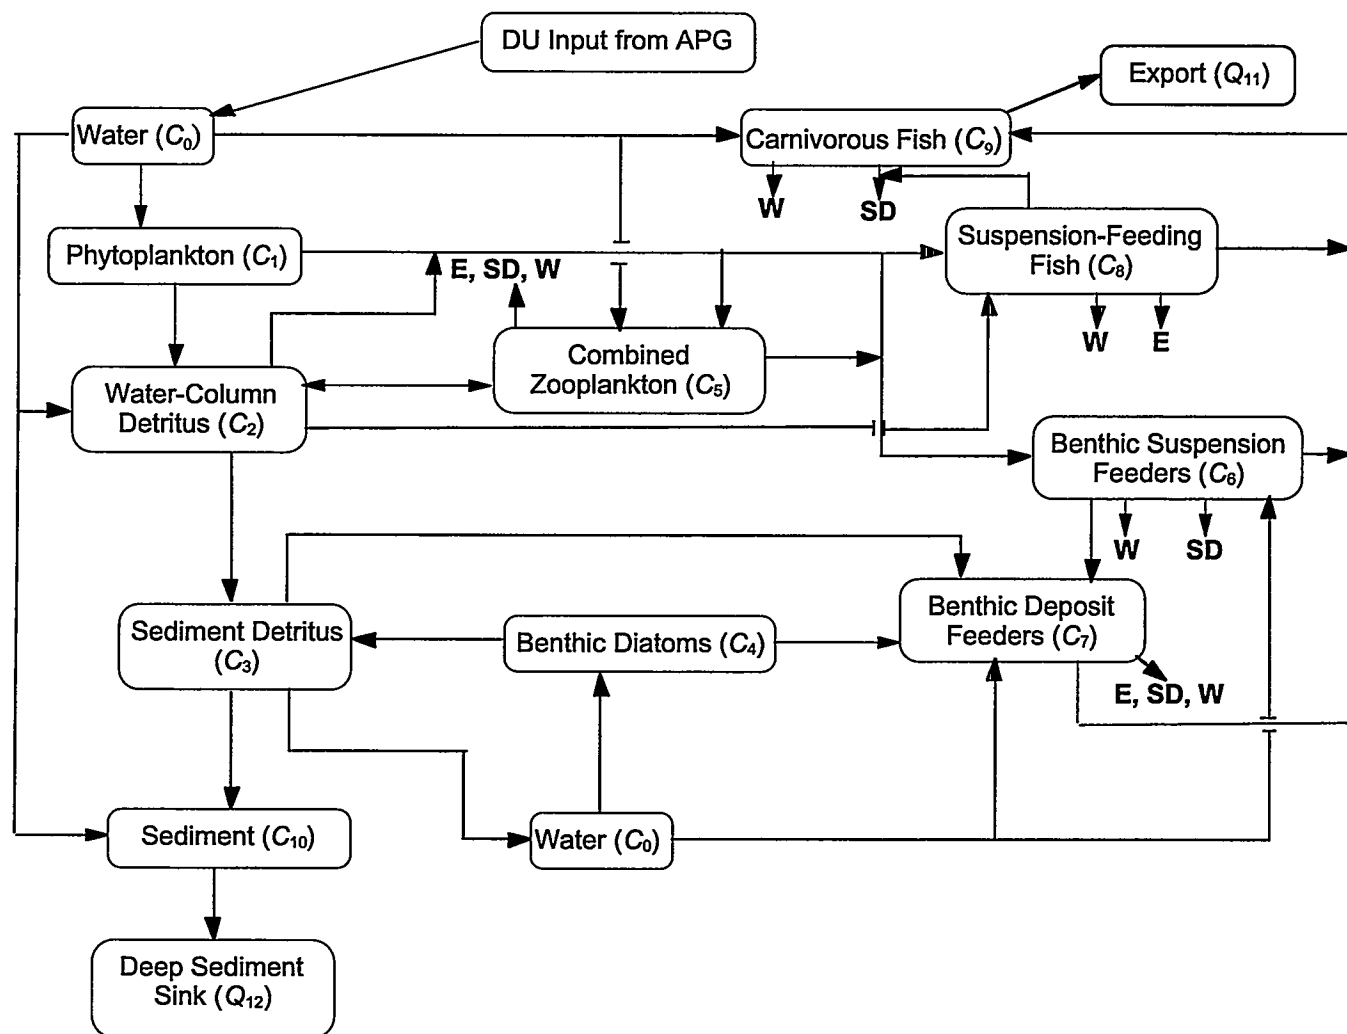 DU Input from APG
Export (Q11)
Water (C0)
Carnivorous Fish (C9)
W
SD
Phytoplankton (C1)
Suspension-Feeding
Fish (C8)
E, SD, W
W
E
Combined
Zooplankton (C5)
Water-Column
Detritus (C2)
Benthic Suspension
Feeders (C6)
W
SD
Benthic Deposit
Feeders (C7)
Sediment Detritus
(C3)
Benthic Diatoms (C4)
E, SD, W
Sediment (C10)
Water (C0)
Deep Sediment
Sink (Q12)